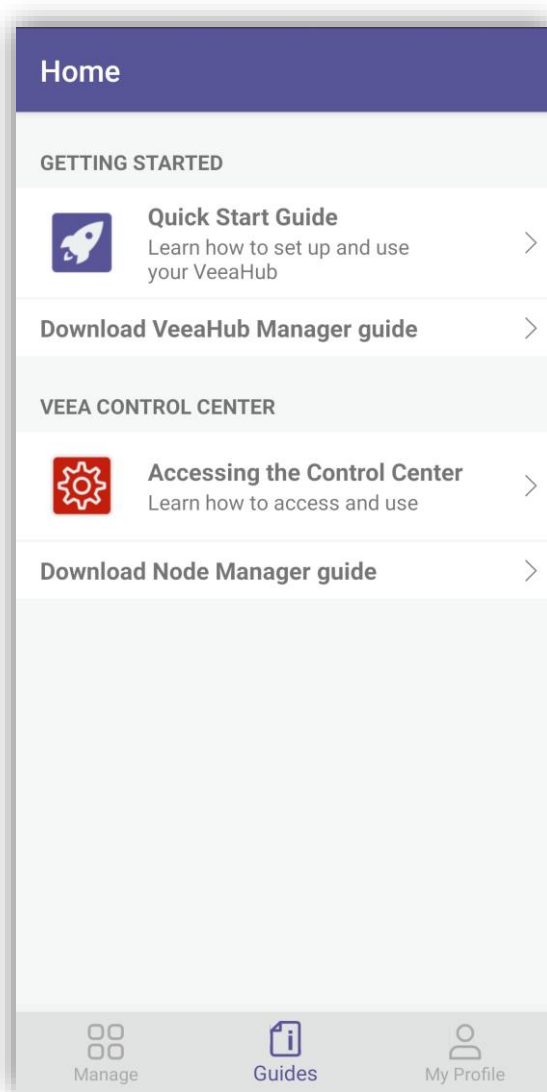 Home
GETTING STARTED
Quick Start Guide
Learn how to set up and use
your VeeaHub
Download VeeaHub Manager guide
VEEA CONTROL CENTER
Accessing the Control Center
Learn how to access and use
Download Node Manager guide
Manage
Guides
My Profile